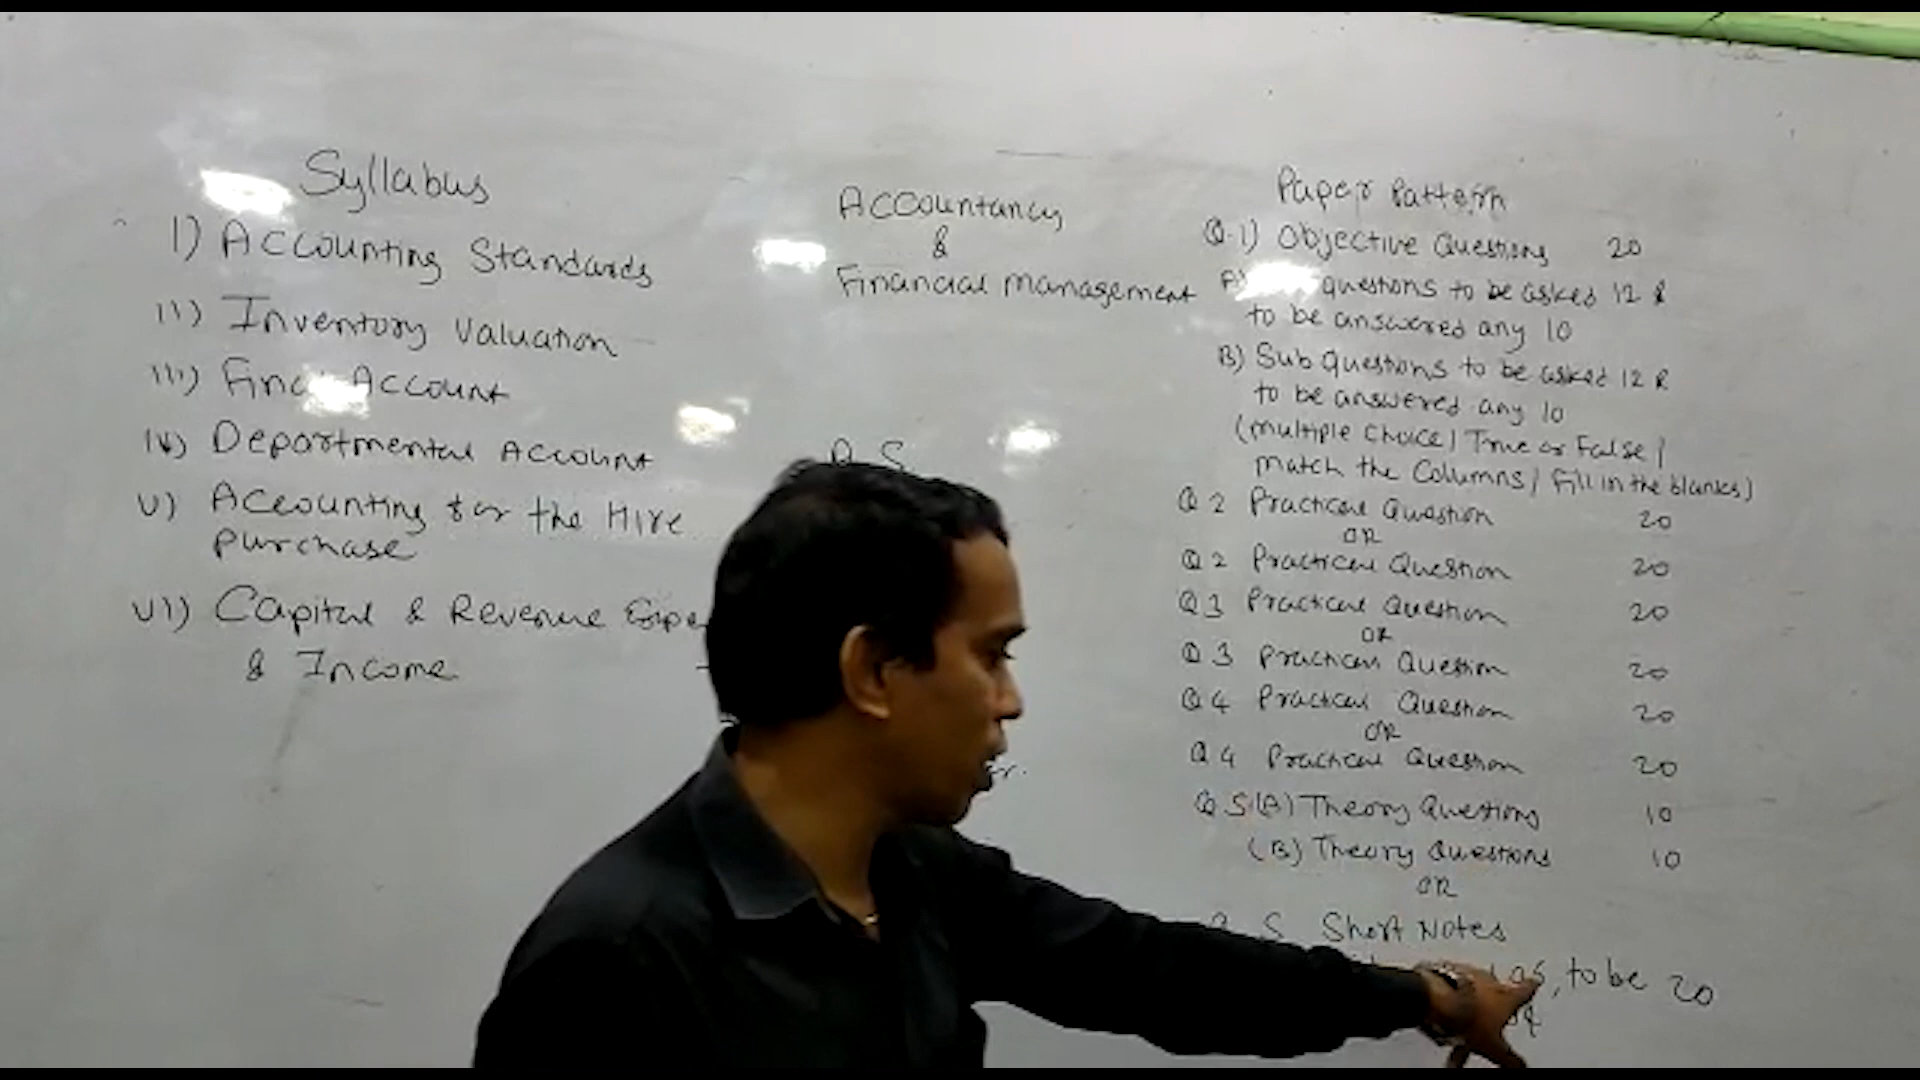 Syllabus
I) Accounting Standards
II) Inventory Valuation
III) Final Account
IV) Departmental Account
V) Accounting for the Hire
Purchase
VI) Capital & Revenue
& Income
Accountancy
&
Financial Management
Q. 5
Paper Pattern
Q.1) Objective Questions 20
A) questions to be asked 12 &
to be answered any 10
B) Sub Questions to be asked 12 &
to be answered any 10
(Multiple Choice / True or False /
Match the Columns / Fill in the blanks)
Q 2 Practical Question 20
OR
Q 2 Practical Question 20
Q 3 Practical Question 20
OR
Q 3 Practical Question 20
Q 4 Practical Question 20
OR
Q 4 Practical Question 20
Q 5 (A) Theory Questions 10
(B) Theory Questions 10
OR
Q 5 Short Notes
to be 20